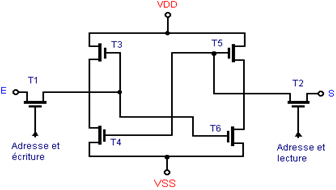 VDD
T3
T5
E
T1
T2
S
T4
T6
Adresse et
écriture
Adresse et
lecture
VSS